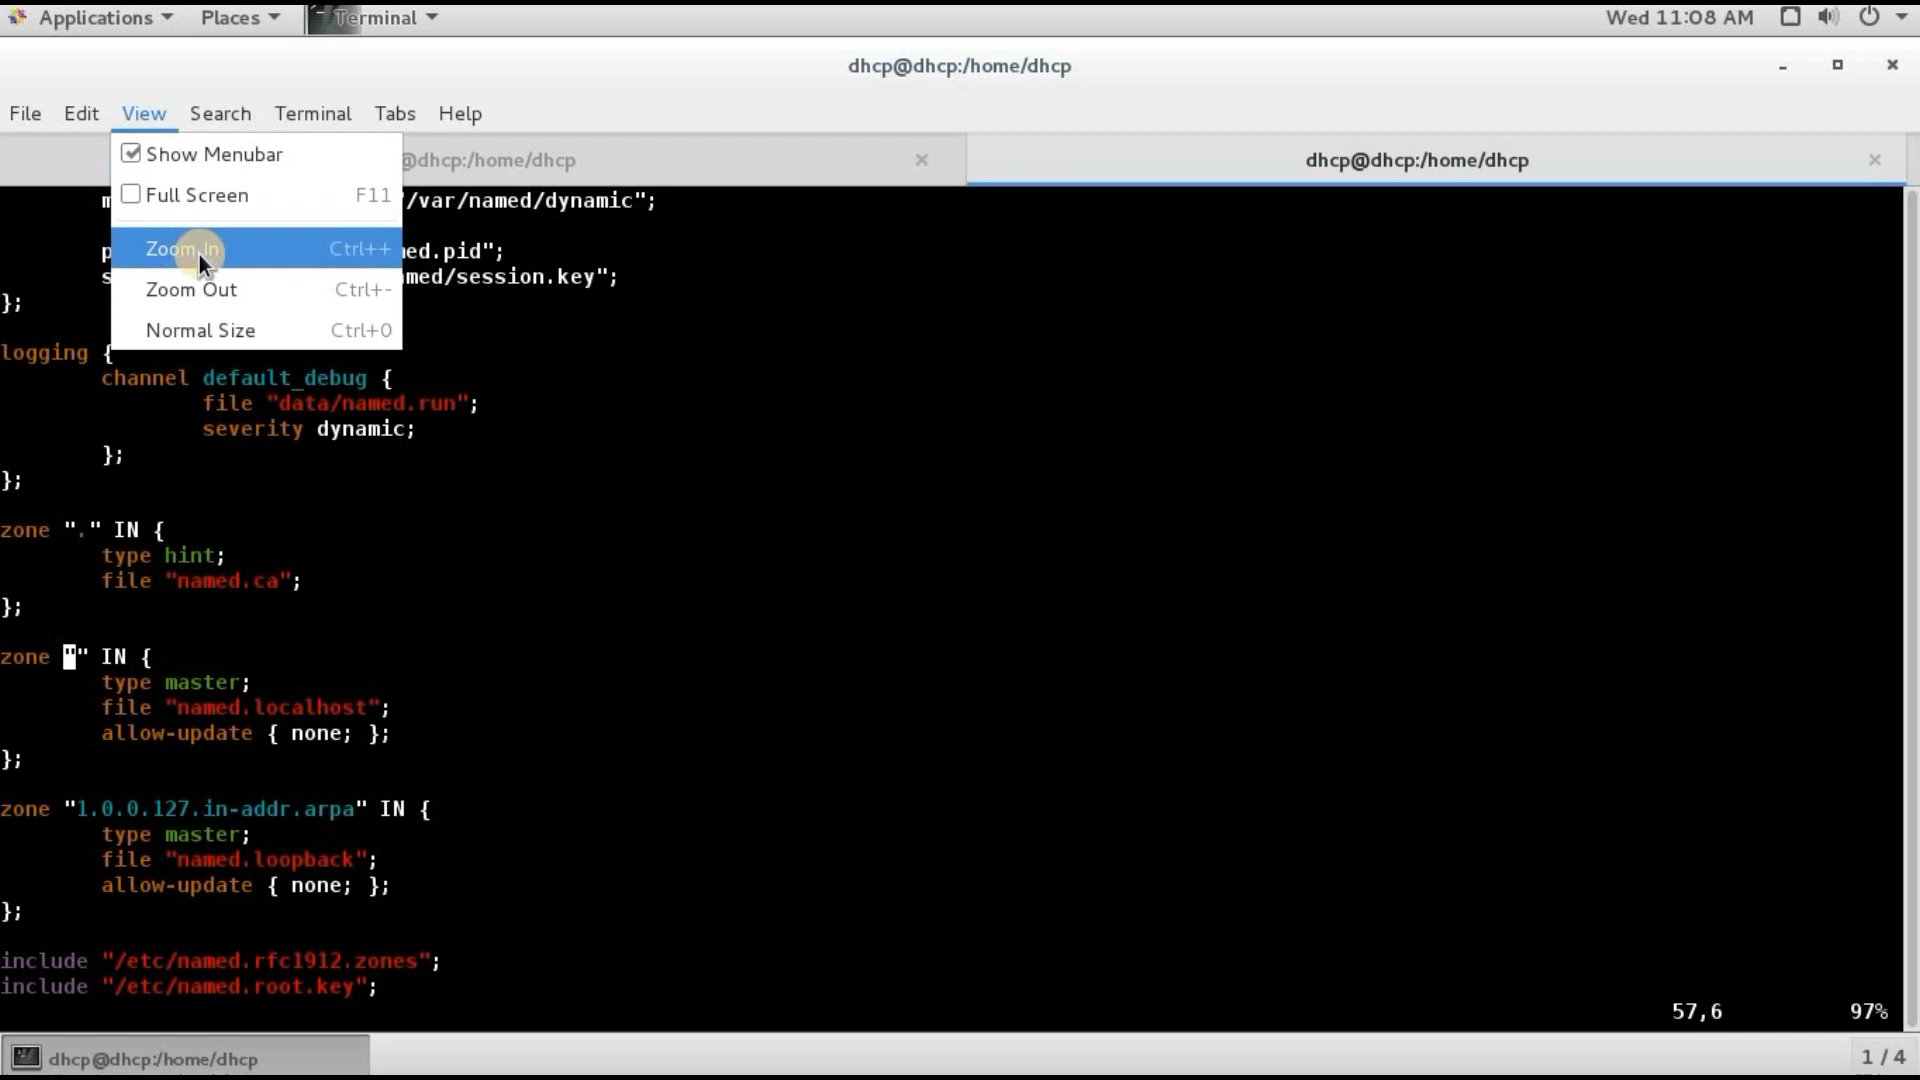 Applications Places Terminal Wed 11:08 AM
dhcp@dhcp:/home/dhcp
File Edit View Search Terminal Tabs Help
@dhcp:/home/dhcp dhcp@dhcp:/home/dhcp
Show Menubar
Full Screen F11
Zoom In Ctrl++
Zoom Out Ctrl+-
Normal Size Ctrl+0
m "/var/named/dynamic";
p med.pid";
s med/session.key";
};
logging {
channel default_debug {
file "data/named.run";
severity dynamic;
};
};
zone "." IN {
type hint;
file "named.ca";
};
zone "" IN {
type master;
file "named.localhost";
allow-update { none; };
};
zone "1.0.0.127.in-addr.arpa" IN {
type master;
file "named.loopback";
allow-update { none; };
};
include "/etc/named.rfc1912.zones";
include "/etc/named.root.key";
57,6 97%
dhcp@dhcp:/home/dhcp 1 / 4